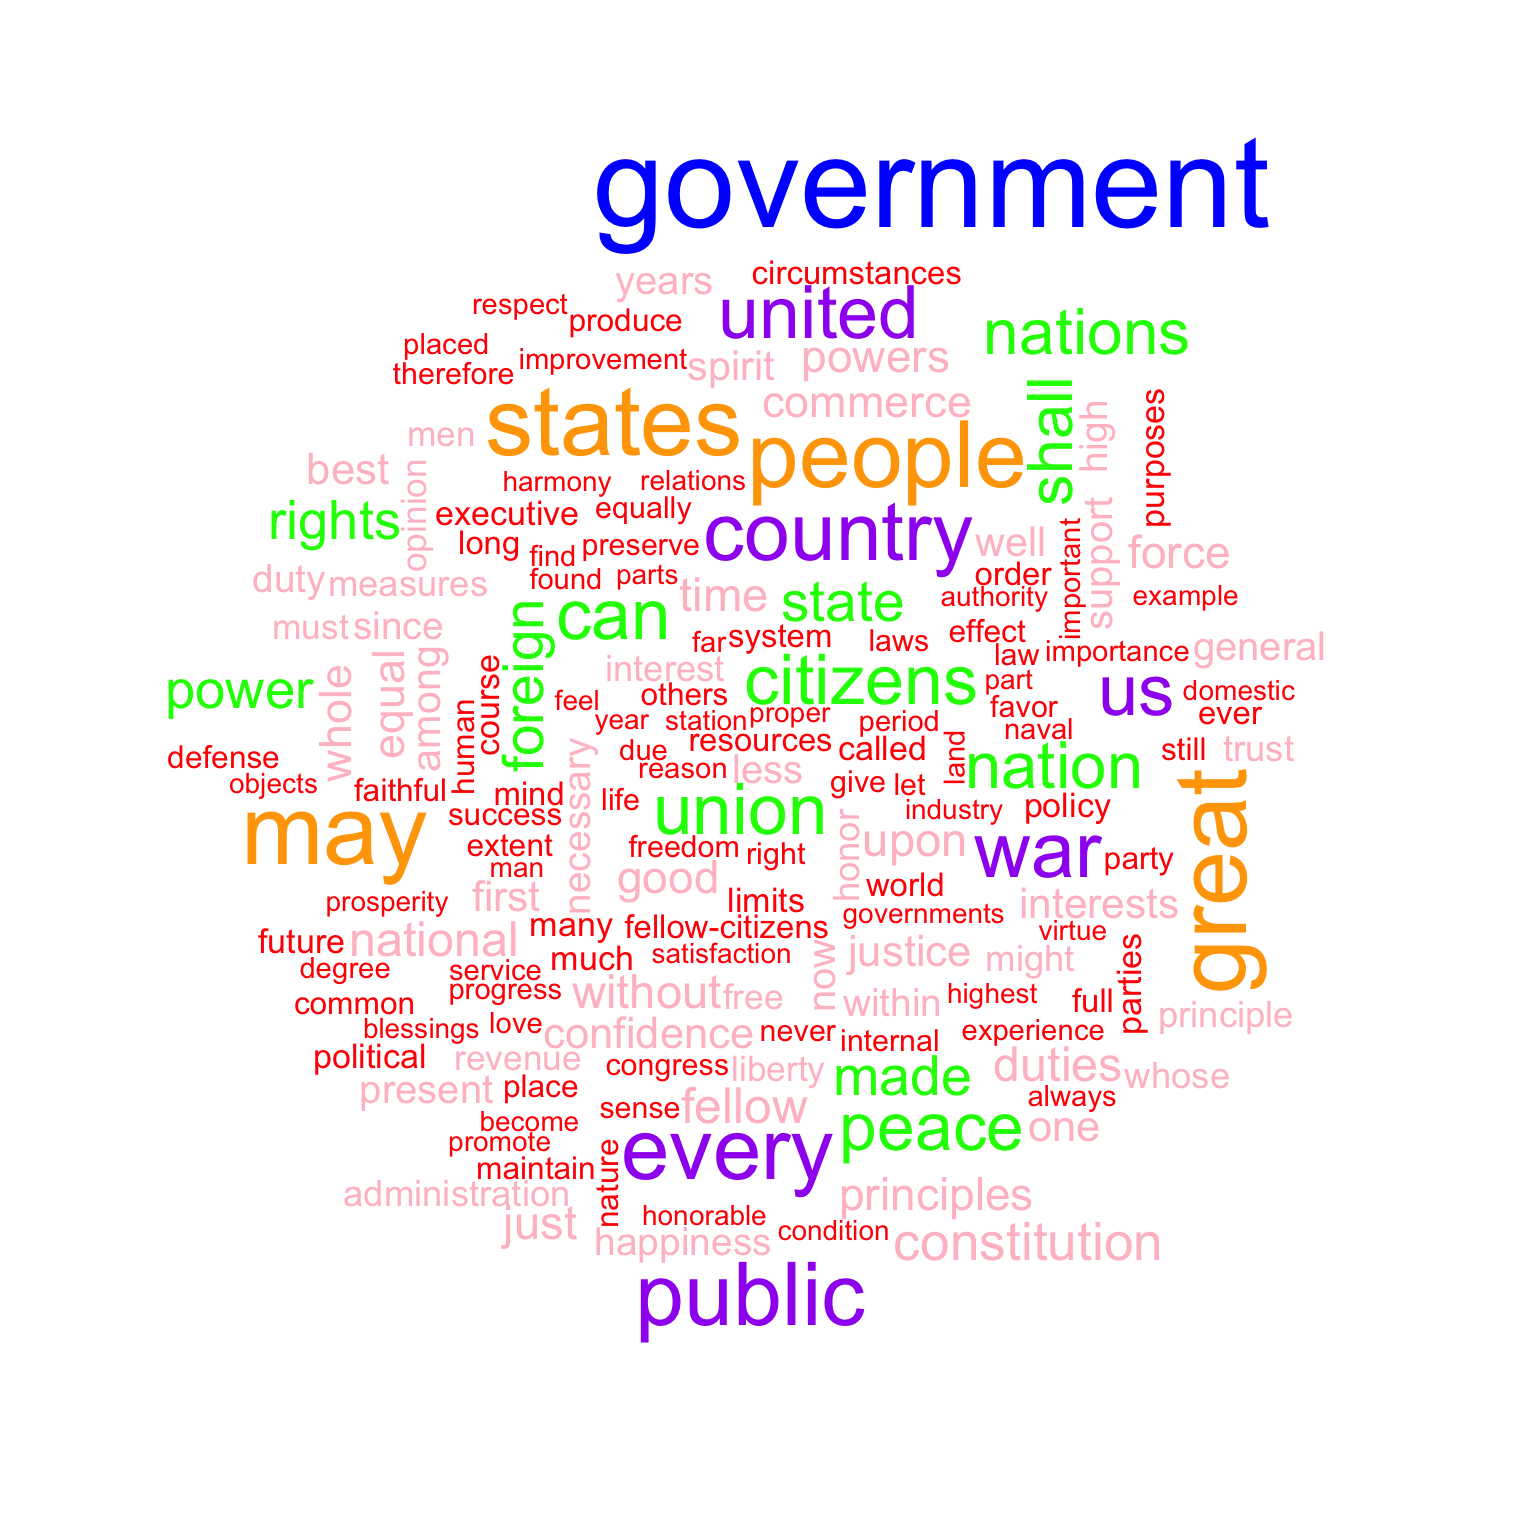 government
years
circumstances
respect
produce
united
nations
placed
improvement
spirit
powers
therefore
states
commerce
shall
high
purposes
men
people
best
opinion
harmony
relations
rights
executive
equally
country
support
long
find
preserve
well
important
force
duty
measures
found
parts
time
state
order
authority
example
foreign
can
must
since
far
system
laws
effect
law
importance
general
power
whole
equal
among
course
interest
citizens
part
us
domestic
human
feel
others
year
station
proper
period
favor
naval
ever
defense
due
resources
called
land
nation
still
trust
objects
faithful
mind
necessary
reason
less
give
let
great
may
success
life
union
industry
policy
extent
man
freedom
right
honor
upon
war
party
prosperity
first
good
limits
world
interests
future
national
many
fellow-citizens
governments
virtue
degree
service
much
satisfaction
now
justice
might
parties
common
progress
without
free
within
highest
full
principle
blessings
love
confidence
never
internal
experience
political
revenue
congress
liberty
made
duties
whose
present
place
sense
fellow
always
become
promote
every
peace
one
maintain
nature
administration
principles
just
honorable
happiness
condition
constitution
public